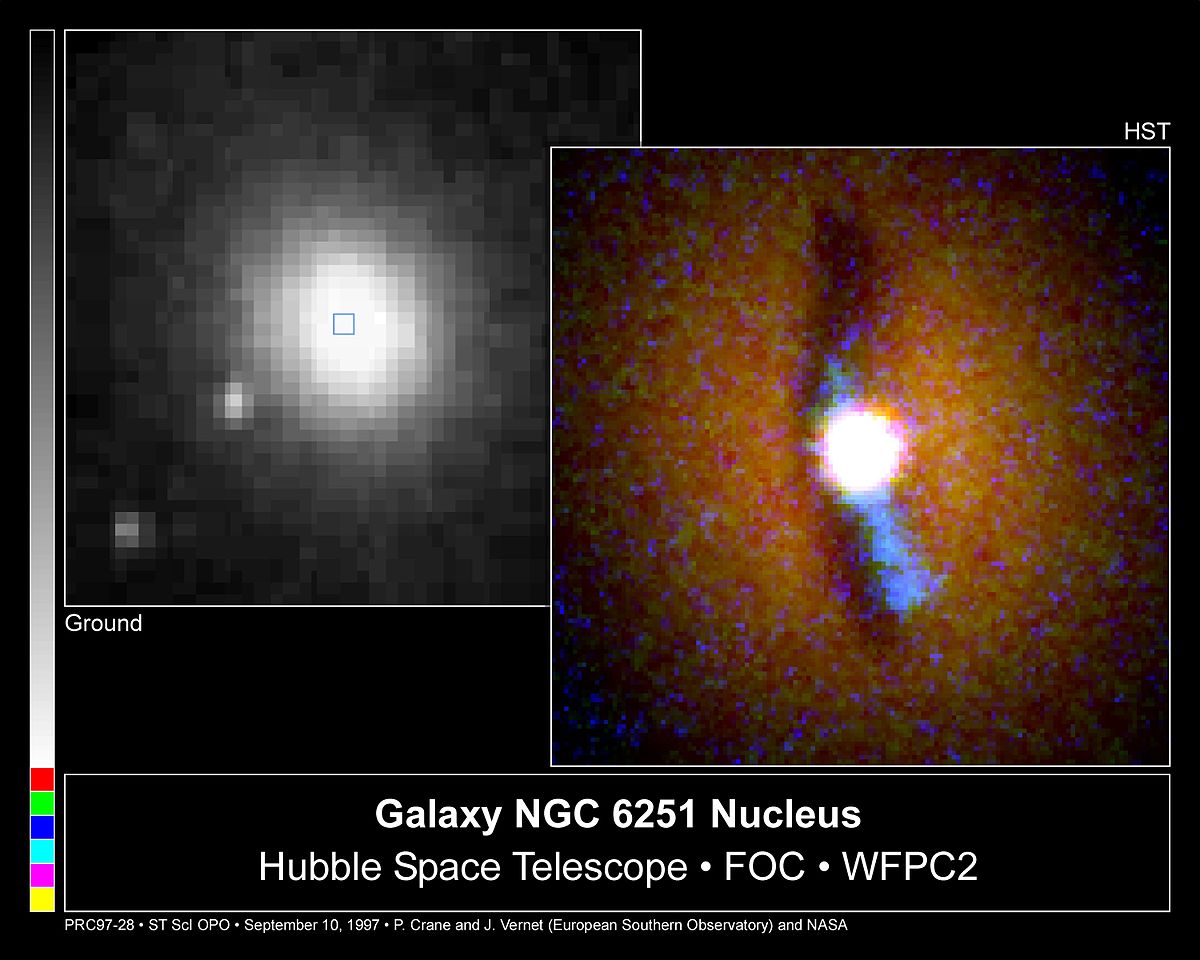 HST
Ground
Galaxy NGC 6251 Nucleus
Hubble Space Telescope • FOC • WFPC2
PRC97-28 • ST ScI OPO • September 10, 1997 • P. Crane and J. Vernet (European Southern Observatory) and NASA